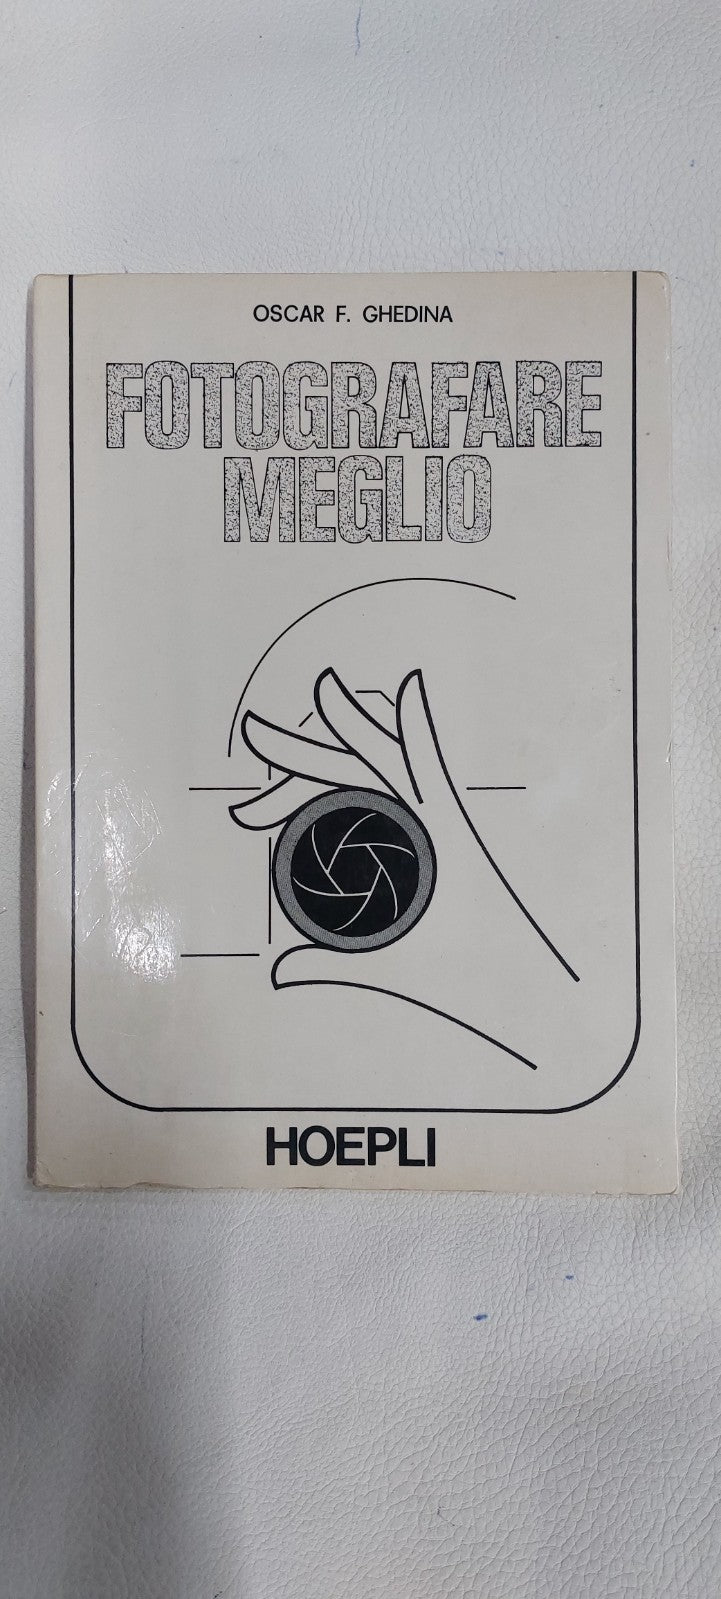 OSCAR F. GHEDINA
FOTOGRAFARE
MEGLIO
HOEPLI